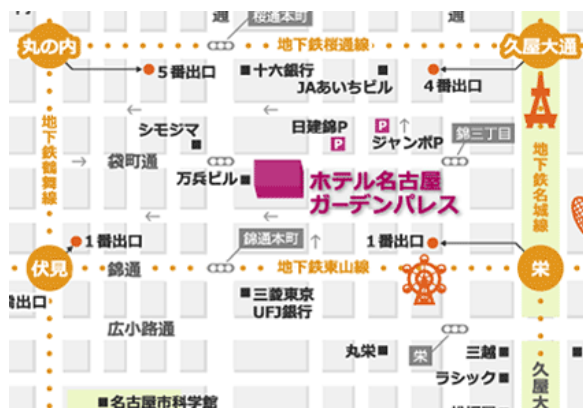 通
桜通本町
通
丸の内
地下鉄桜通線
久屋大通
5番出口
十六銀行
JAあいちビル
4番出口
地下鉄鶴舞線
シモジマ
日建錦P
P
P
ジャンボP
錦三丁目
袋町通
万兵ビル
ホテル名古屋
ガーデンパレス
地下鉄名城線
1番出口
錦通本町
1番出口
伏見
錦通
地下鉄東山線
栄
番出口
三菱東京
UFJ銀行
広小路通
丸栄
栄
三越
ラシック
久屋大
名古屋市科学館